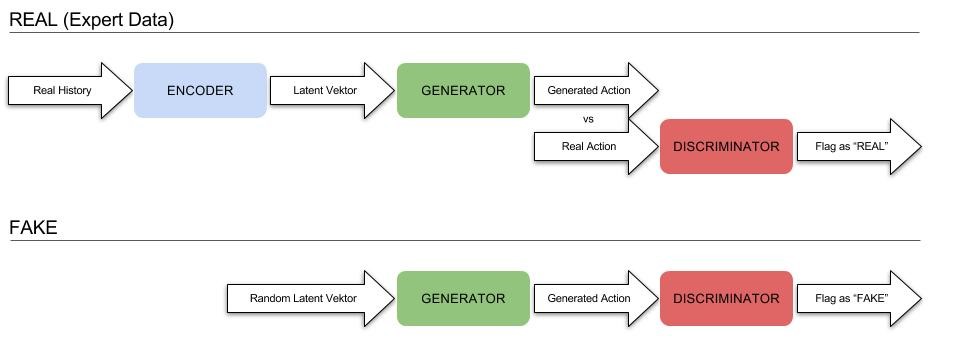 REAL (Expert Data)
Real History
ENCODER
Latent Vektor
GENERATOR
Generated Action
vs
Real Action
DISCRIMINATOR
Flag as “REAL”
FAKE
Random Latent Vektor
GENERATOR
Generated Action
DISCRIMINATOR
Flag as “FAKE”